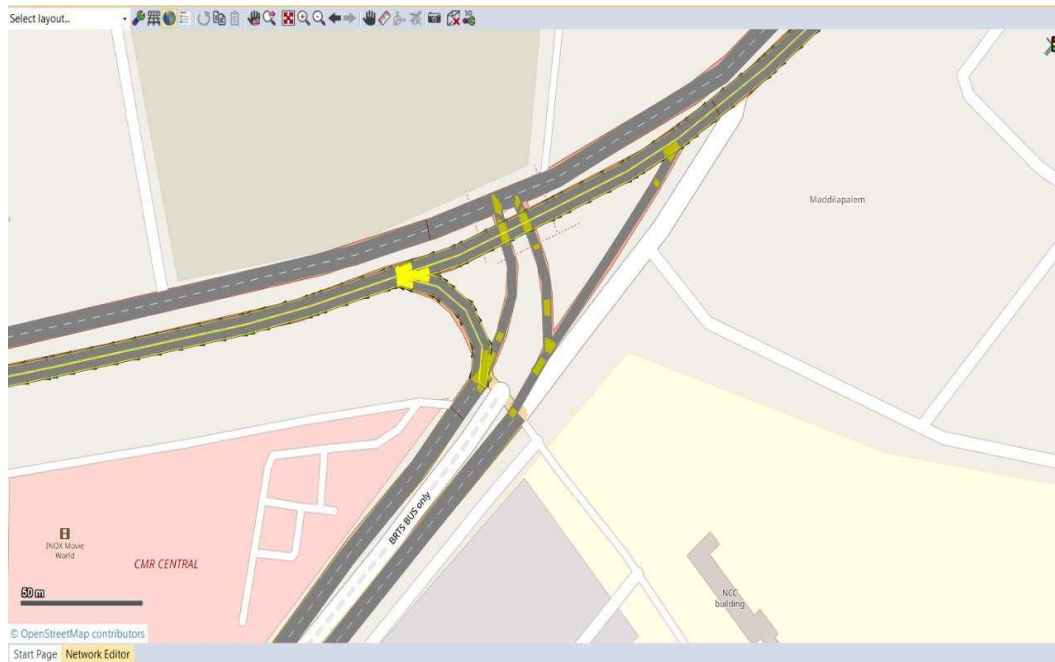 Select layout...
3D
Maddilapalem
BRTS BUS only
INOX Movie
World
CMR CENTRAL
NCC
building
50 m
© OpenStreetMap contributors
Start Page Network Editor